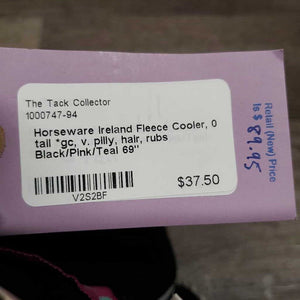 The Tack Collector
1000747-94
Horseware Ireland Fleece Cooler, 0
tail *gc, v. pilly, hair, rubs
Black/Pink/Teal 69"
$37.50
V2S2BF
Retail (New) Price
is $ 89.95